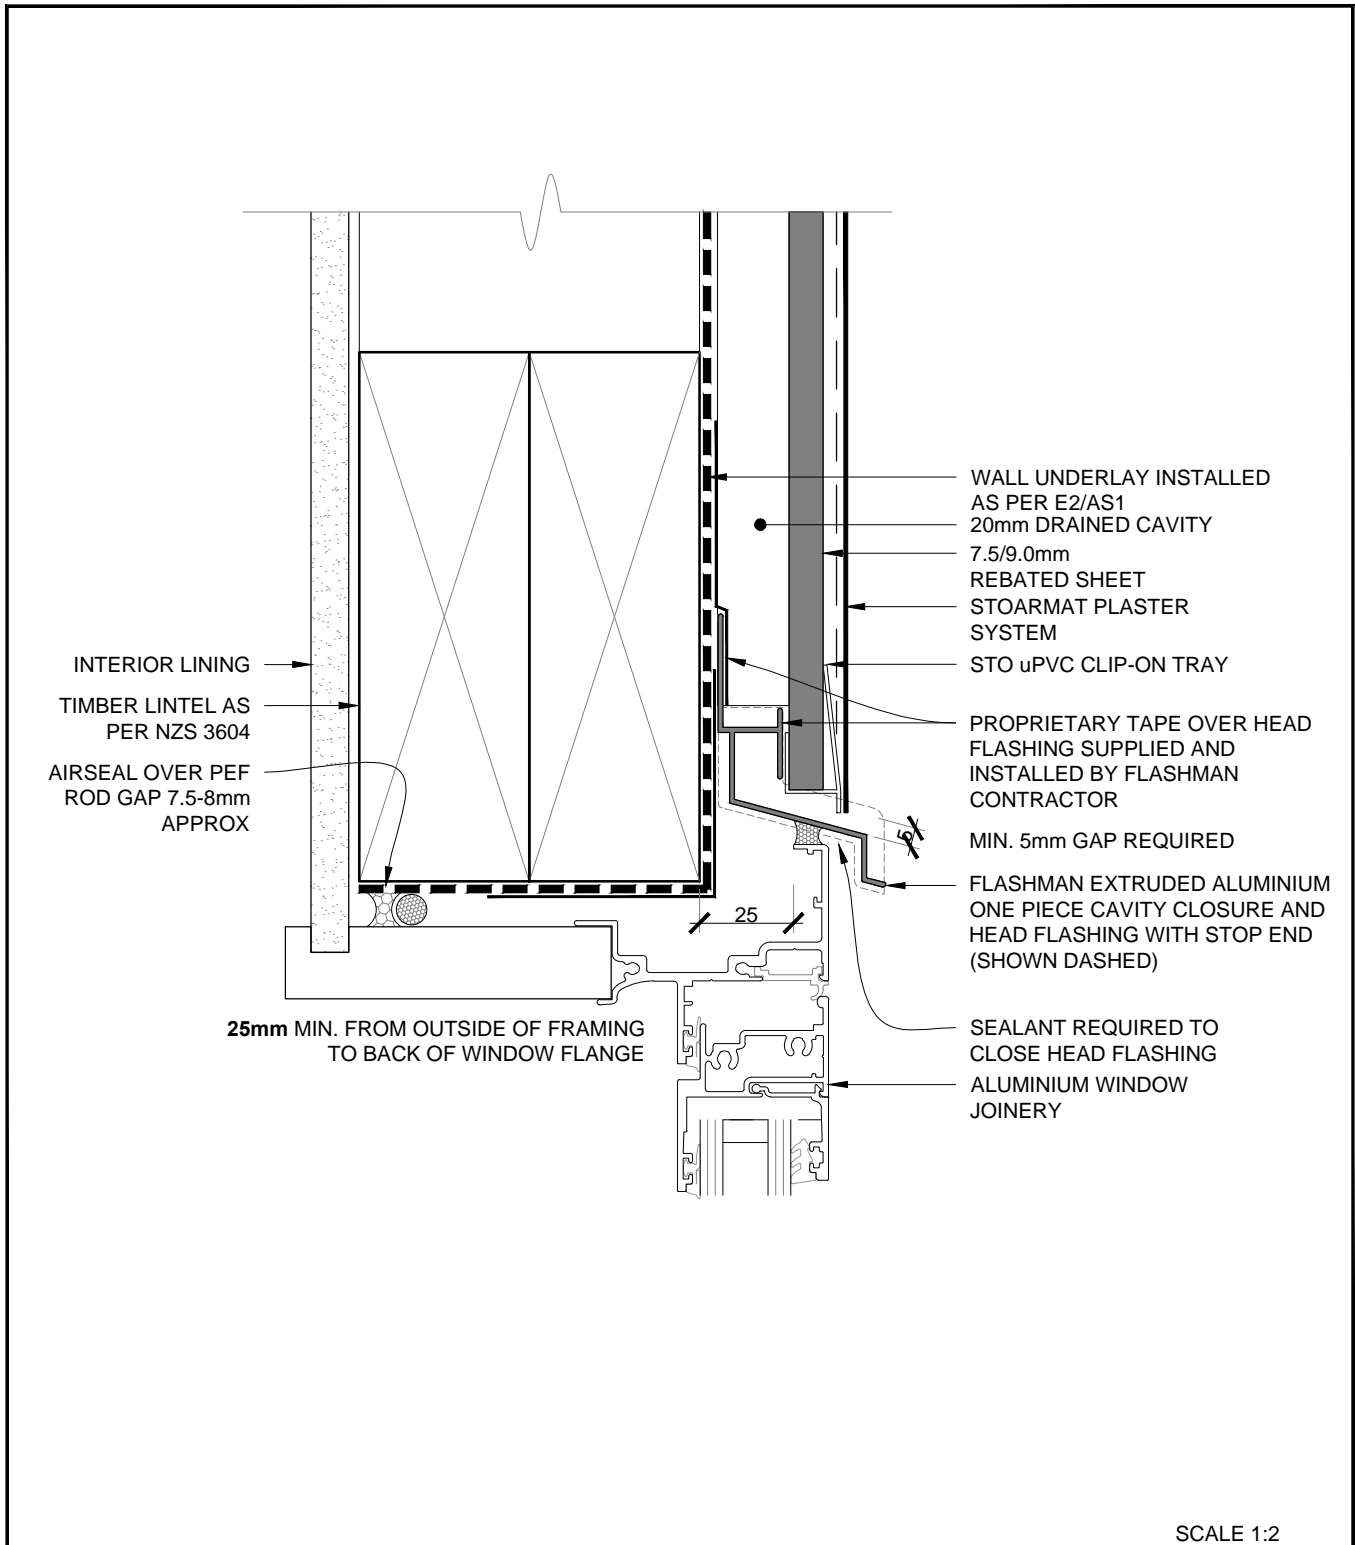 WALL UNDERLAY INSTALLED
AS PER E2/AS1
20mm DRAINED CAVITY
7.5/9.0mm
REBATED SHEET
STOARMAT PLASTER
SYSTEM
STO uPVC CLIP-ON TRAY
PROPRIETARY TAPE OVER HEAD
FLASHING SUPPLIED AND
INSTALLED BY FLASHMAN
CONTRACTOR
5
MIN. 5mm GAP REQUIRED
FLASHMAN EXTRUDED ALUMINIUM
ONE PIECE CAVITY CLOSURE AND
HEAD FLASHING WITH STOP END
(SHOWN DASHED)
SEALANT REQUIRED TO
CLOSE HEAD FLASHING
ALUMINIUM WINDOW
JOINERY
INTERIOR LINING
TIMBER LINTEL AS
PER NZS 3604
AIRSEAL OVER PEF
ROD GAP 7.5-8mm
APPROX
25
25mm MIN. FROM OUTSIDE OF FRAMING
TO BACK OF WINDOW FLANGE
SCALE 1:2